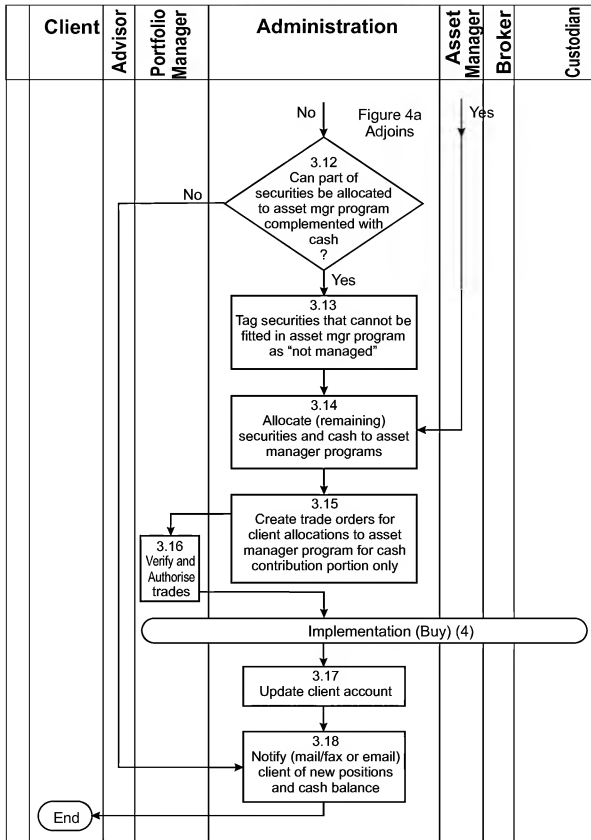 Client
Advisor
Portfolio
Manager
Administration
Asset
Manager
Broker
Custodian
No
Figure 4a
Adjoins
Yes
3.12
Can part of
securities be allocated
to asset mgr program
complemented with
cash
?
No
Yes
3.13
Tag securities that cannot be
fitted in asset mgr program
as "not managed"
3.14
Allocate (remaining)
securities and cash to asset
manager programs
3.15
Create trade orders for
client allocations to asset
manager program for cash
contribution portion only
3.16
Verify and
Authorise
trades
Implementation (Buy) (4)
3.17
Update client account
3.18
Notify (mail/fax or email)
client of new positions
and cash balance
End